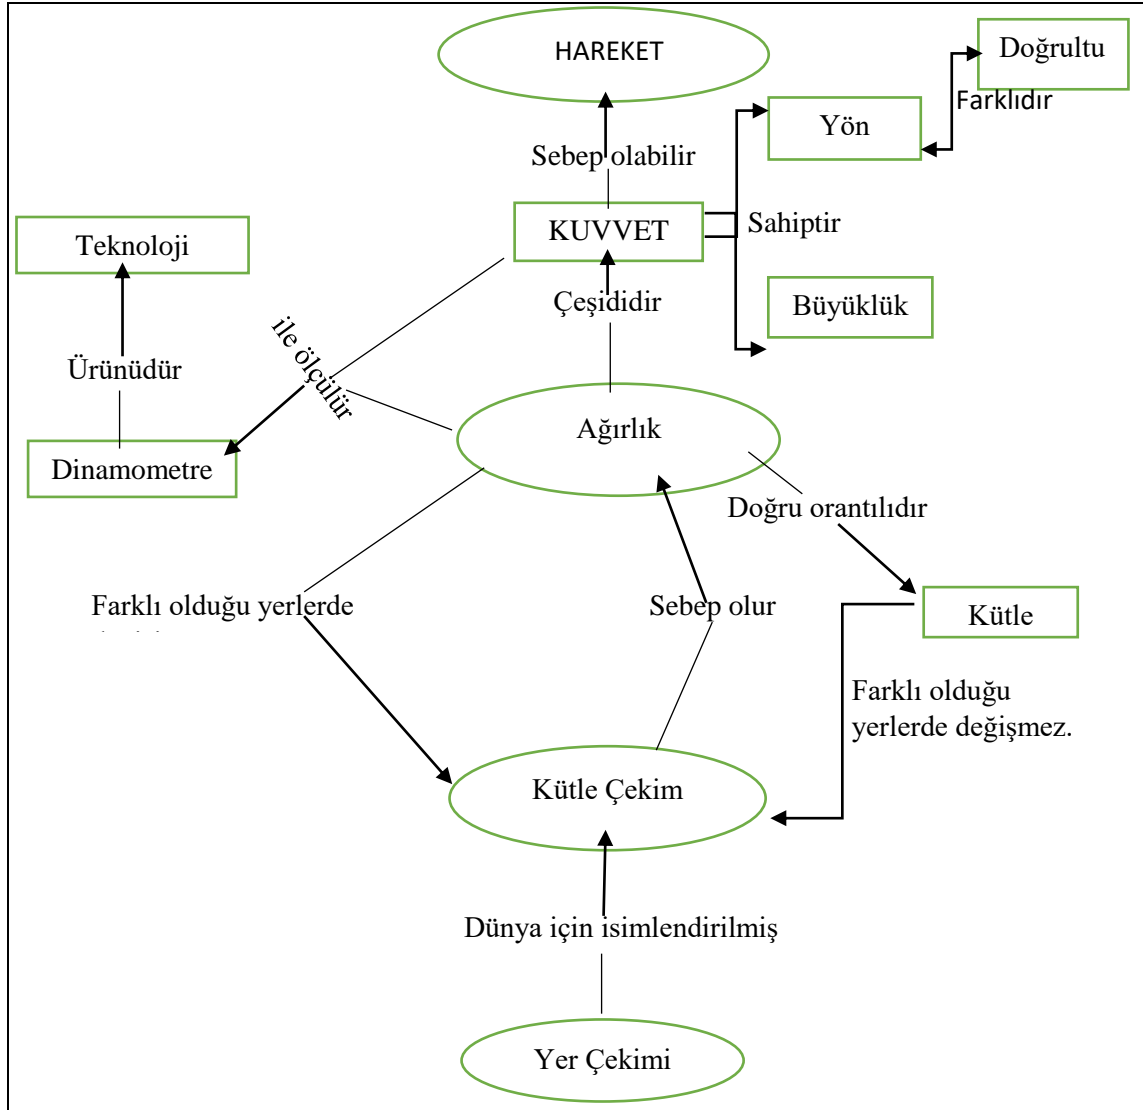 HAREKET
Doğrultu
Farklıdır
Yön
Sebep olabilir
KUVVET
Sahiptir
Teknoloji
Çeşididir
Büyüklük
ile ölçülür
Ürünüdür
Ağırlık
Dinamometre
Doğru orantılıdır
Farklı olduğu yerlerde
Sebep olur
Kütle
Farklı olduğu
yerlerde değişmez.
Kütle Çekim
Dünya için isimlendirilmiş
Yer Çekimi